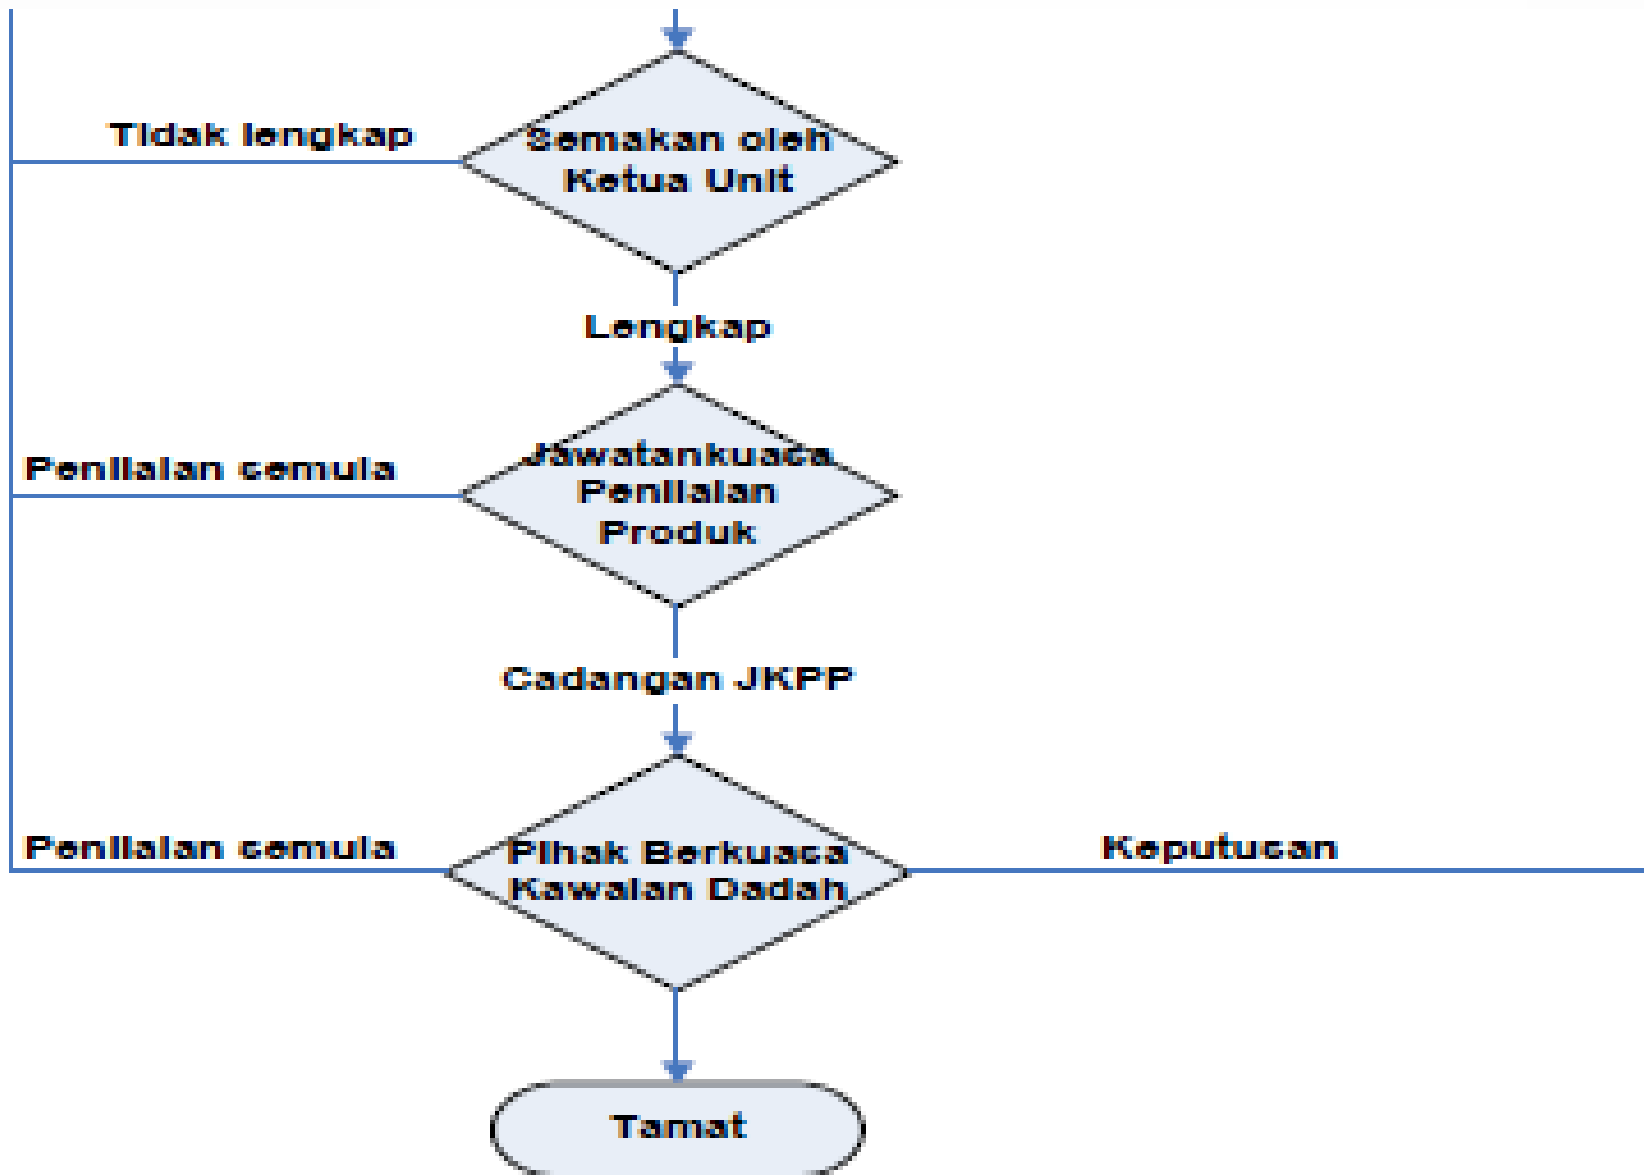 Tidak lengkap
Semakan oleh
Ketua Unit
Lengkap
Penilaian semula
Jawatankuasa
Penilaian
Produk
Cadangan JKPP
Penilaian semula
Pihak Berkuasa
Kawalan Dadah
Keputusan
Tamat